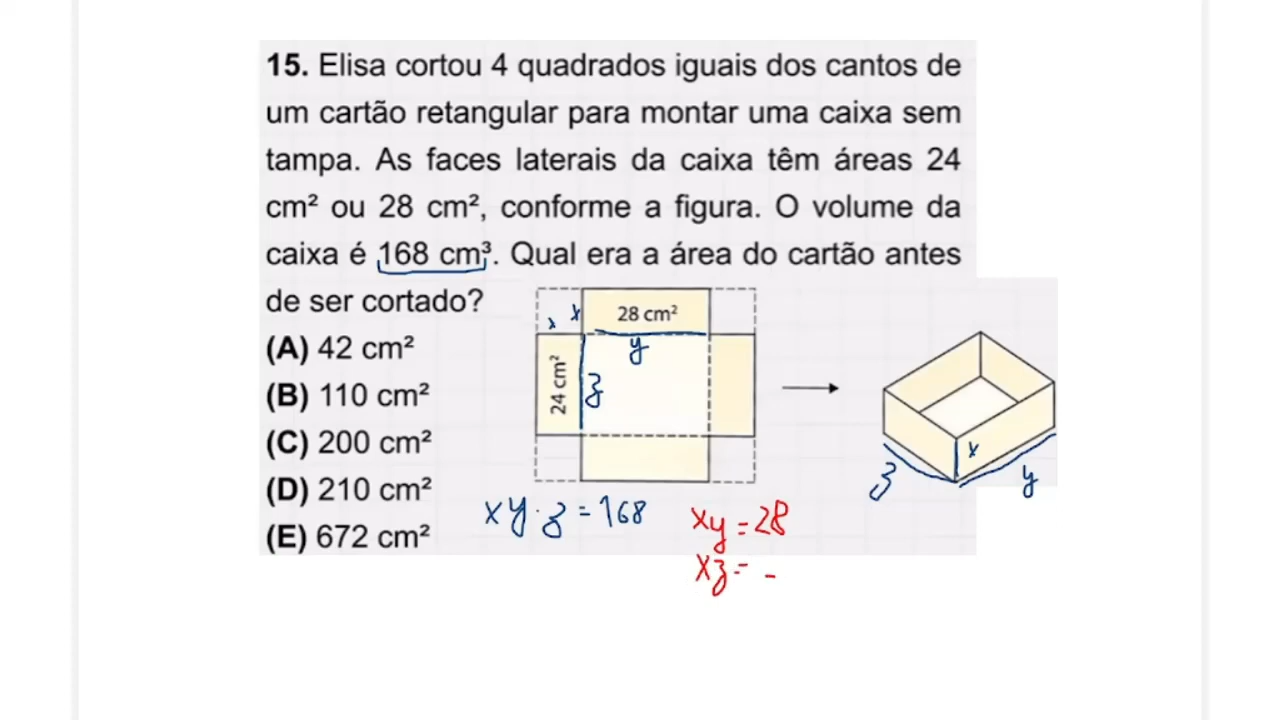 15. Elisa cortou 4 quadrados iguais dos cantos de
um cartão retangular para montar uma caixa sem
tampa. As faces laterais da caixa têm áreas 24
cm² ou 28 cm², conforme a figura. O volume da
caixa é 168 cm³. Qual era a área do cartão antes
de ser cortado?
(A) 42 cm²
(B) 110 cm²
(C) 200 cm²
(D) 210 cm²
(E) 672 cm²
x x 28 cm²
y
24 cm² z
x
z y
xy·z=168
xy=28
xz=